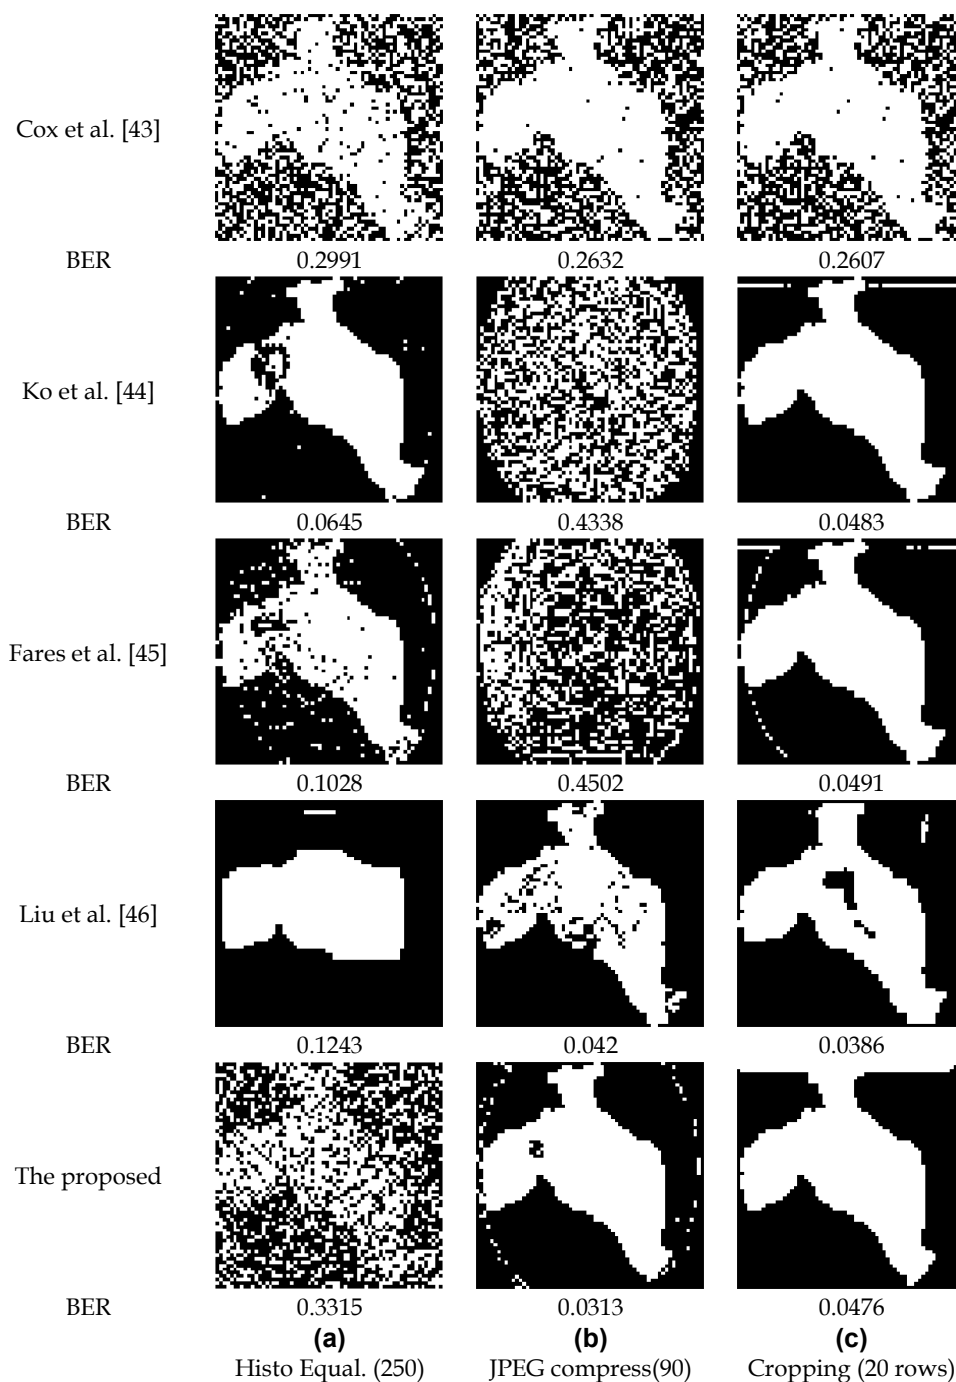 Cox et al. [43]
BER 0.2991 0.2632 0.2607
Ko et al. [44]
BER 0.0645 0.4338 0.0483
Fares et al. [45]
BER 0.1028 0.4502 0.0491
Liu et al. [46]
BER 0.1243 0.042 0.0386
The proposed
BER 0.3315 0.0313 0.0476
(a) (b) (c)
Histo Equal. (250) JPEG compress(90) Cropping (20 rows)